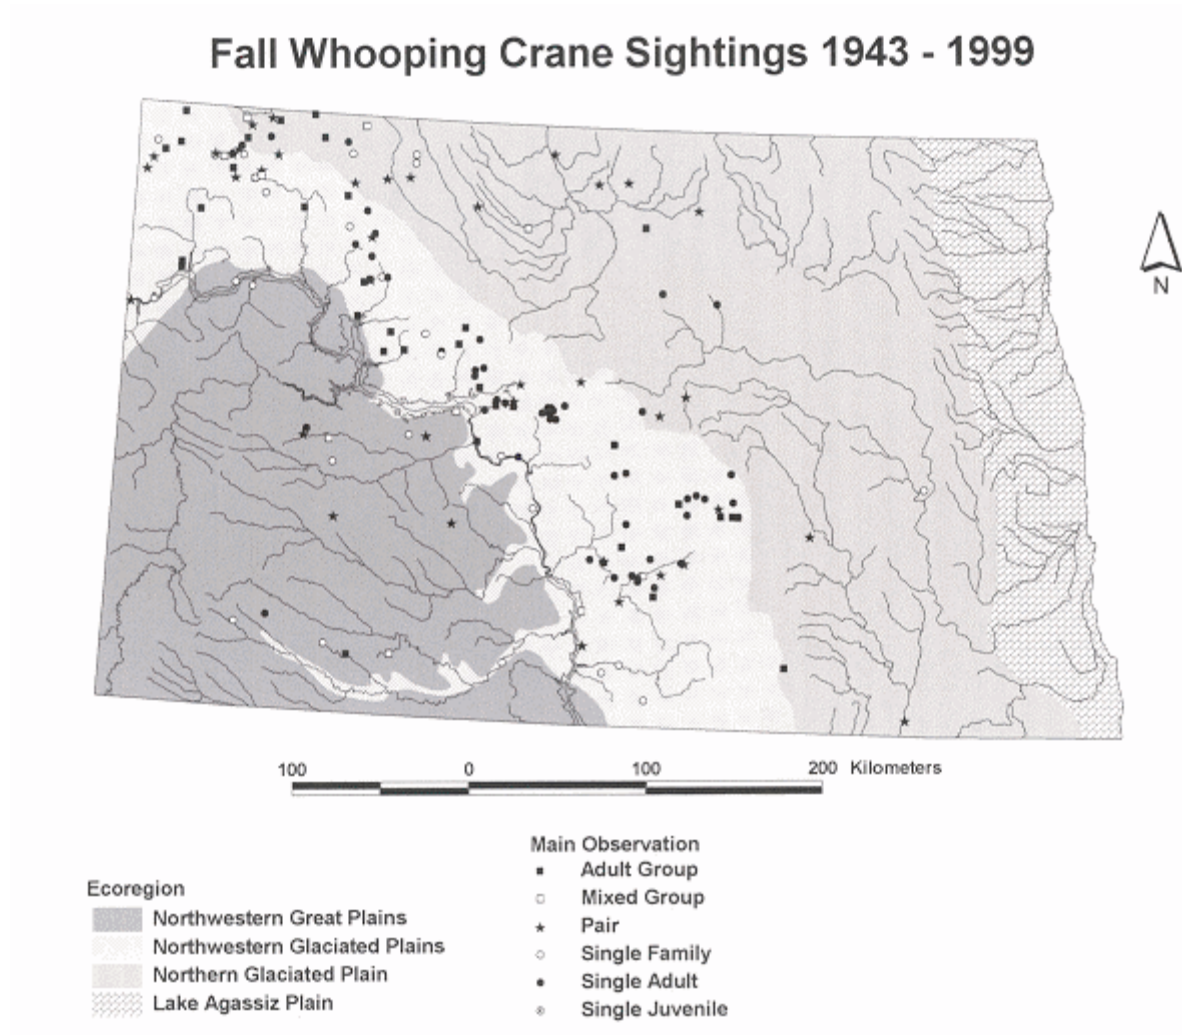 Fall Whooping Crane Sightings 1943 - 1999
N
100 0 100 200 Kilometers
Main Observation
Adult Group
Mixed Group
Pair
Single Family
Single Adult
Single Juvenile
Ecoregion
Northwestern Great Plains
Northwestern Glaciated Plains
Northern Glaciated Plain
Lake Agassiz Plain